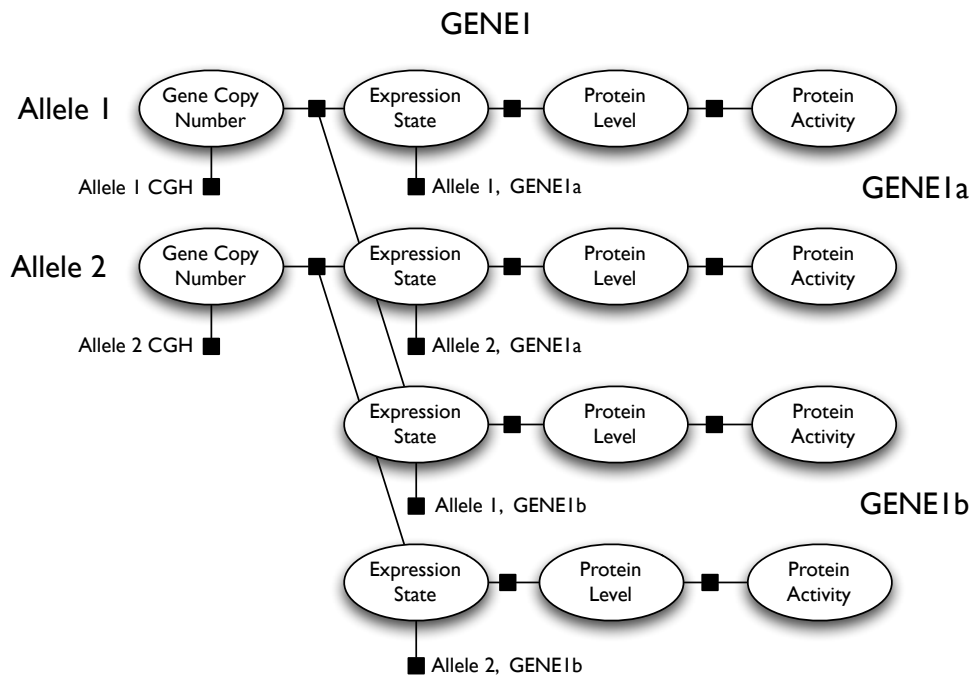 GENE1
Allele 1
Gene Copy
Number
Expression
State
Protein
Level
Protein
Activity
Allele 1 CGH
Allele 1, GENE1a
GENE1a
Allele 2
Gene Copy
Number
Expression
State
Protein
Level
Protein
Activity
Allele 2 CGH
Allele 2, GENE1a
Expression
State
Protein
Level
Protein
Activity
Allele 1, GENE1b
GENE1b
Expression
State
Protein
Level
Protein
Activity
Allele 2, GENE1b